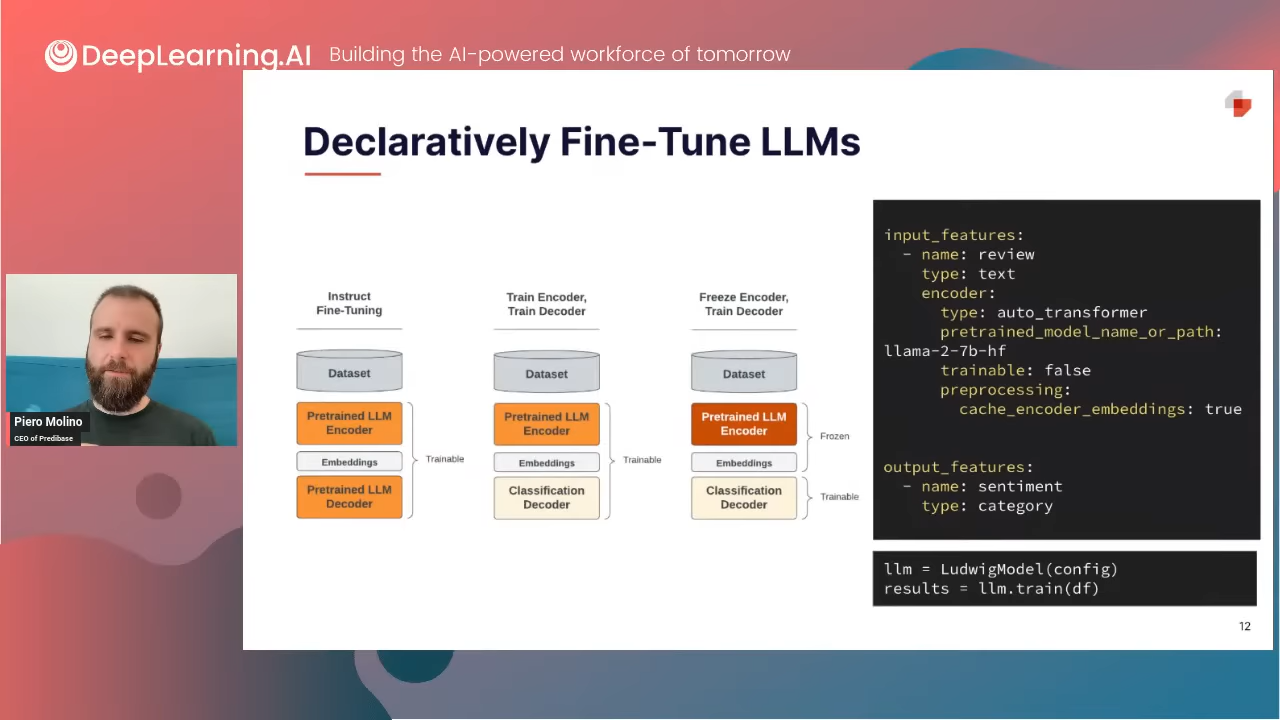 DeepLearning.AI Building the AI-powered workforce of tomorrow
Declaratively Fine-Tune LLMs
Instruct
Fine-Tuning
Dataset
Pretrained LLM
Encoder
Embeddings
Pretrained LLM
Decoder
Trainable
Train Encoder,
Train Decoder
Dataset
Pretrained LLM
Encoder
Embeddings
Classification
Decoder
Trainable
Freeze Encoder,
Train Decoder
Dataset
Pretrained LLM
Encoder
Embeddings
Classification
Decoder
Frozen
Trainable
input_features:
- name: review
type: text
encoder:
type: auto_transformer
pretrained_model_name_or_path:
llama-2-7b-hf
trainable: false
preprocessing:
cache_encoder_embeddings: true
output_features:
- name: sentiment
type: category
llm = LudwigModel(config)
results = llm.train(df)
12
Piero Molino
CEO of Predibase